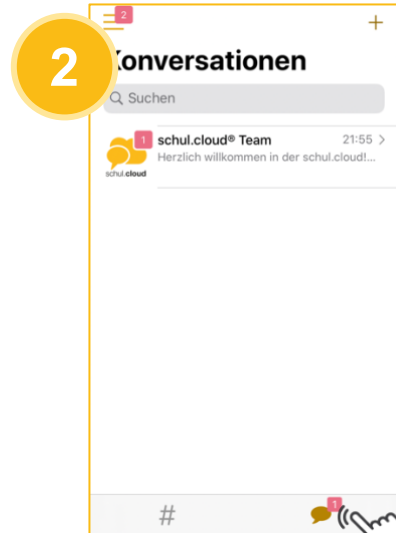 2
2
+
Konversationen
Suchen
1
schul.cloud® Team 21:55 >
Herzlich willkommen in der schul.cloud!...
schul.cloud
#
1